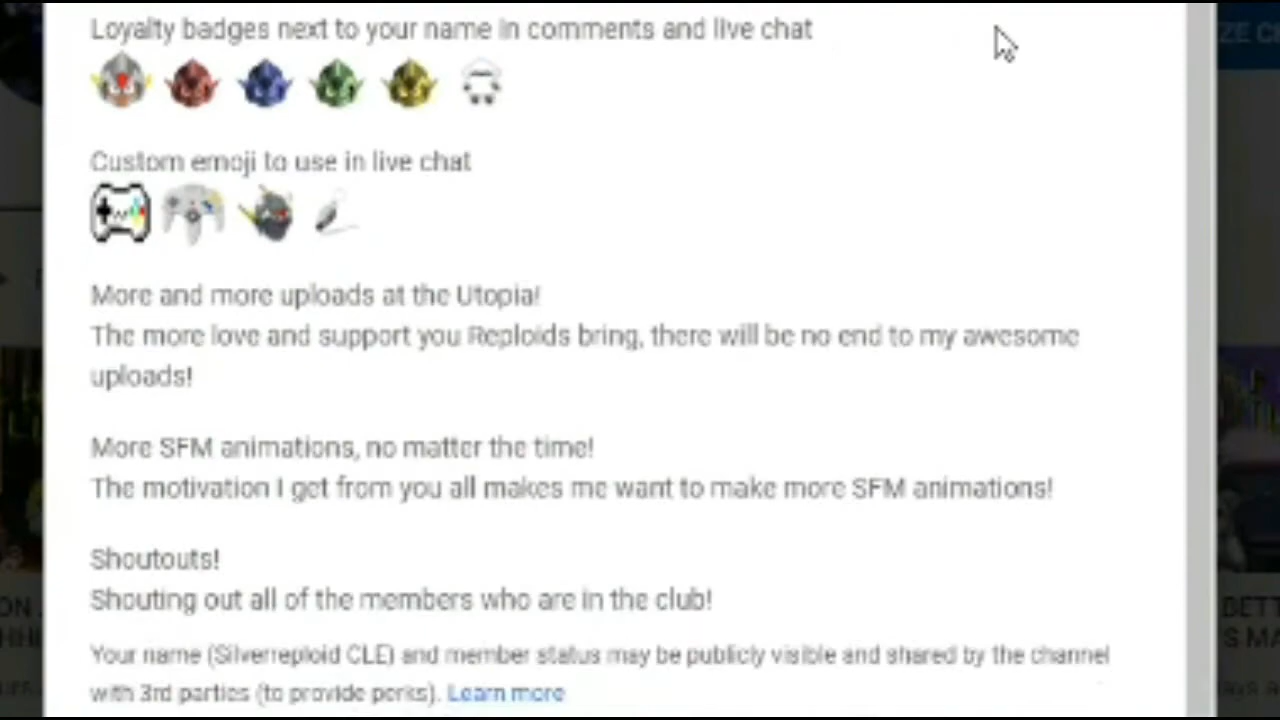 Loyalty badges next to your name in comments and live chat
Custom emoji to use in live chat
More and more uploads at the Utopia!
The more love and support you Reploids bring, there will be no end to my awesome
uploads!
More SFM animations, no matter the time!
The motivation I get from you all makes me want to make more SFM animations!
Shoutouts!
Shouting out all of the members who are in the club!
Your name (Silverreploid CLE) and member status may be publicly visible and shared by the channel
with 3rd parties (to provide perks). Learn more